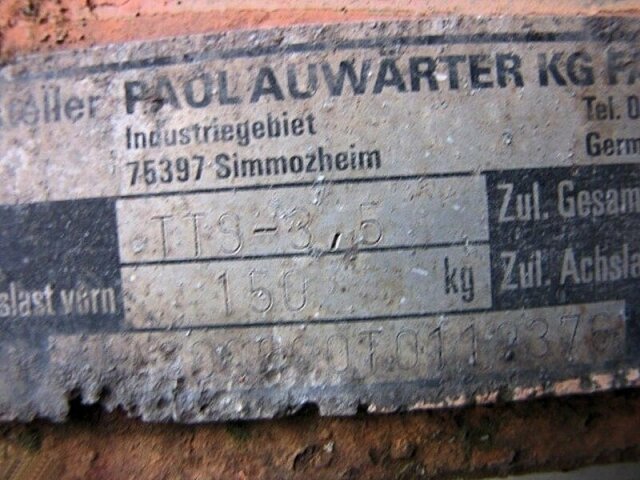 steller PAUL AUWÄRTER KG F
Industriegebiet Tel. 0
75397 Simmozheim Germ
TTS-3,5 Zul. Gesam
slast vorn 150 kg Zul. Achsla